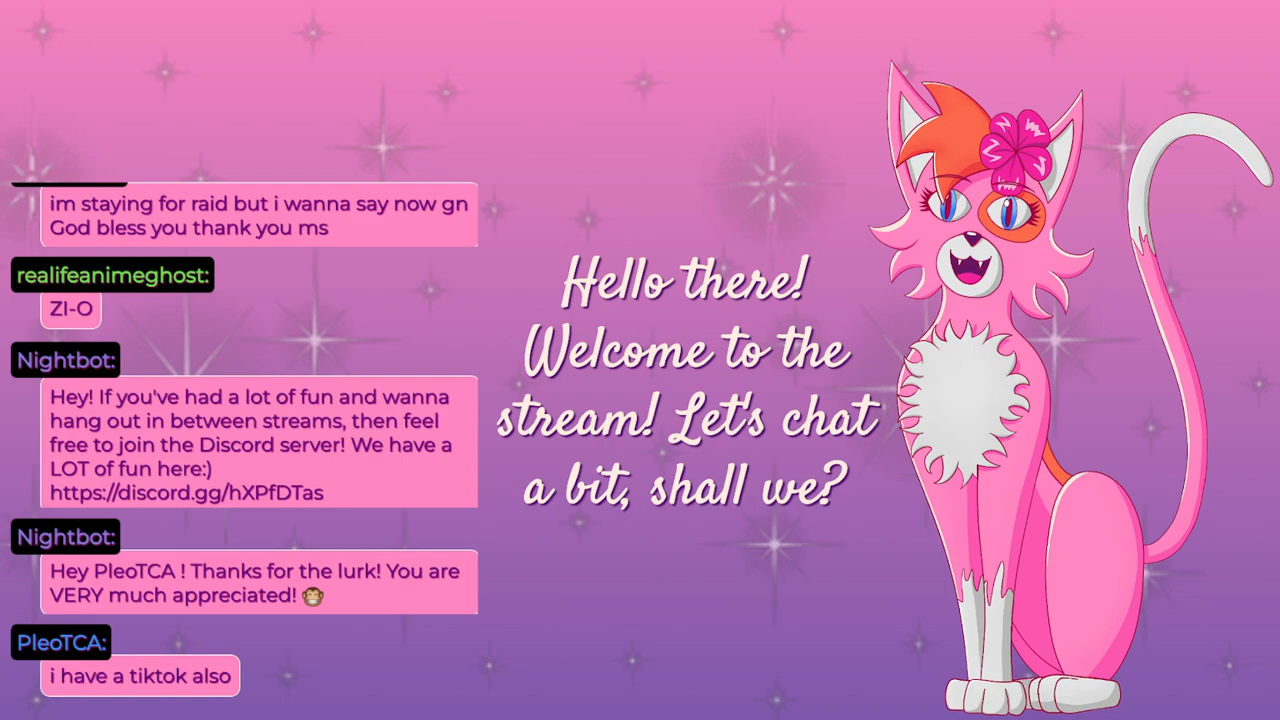 im staying for raid but i wanna say now gn
God bless you thank you ms
realifeanimeghost:
ZI-O
Nightbot:
Hey! If you've had a lot of fun and wanna
hang out in between streams, then feel
free to join the Discord server! We have a
LOT of fun here:)
https://discord.gg/hXPfDTas
Nightbot:
Hey PleoTCA ! Thanks for the lurk! You are
VERY much appreciated! 🐵
PleoTCA:
i have a tiktok also
Hello there!
Welcome to the
stream! Let's chat
a bit, shall we?